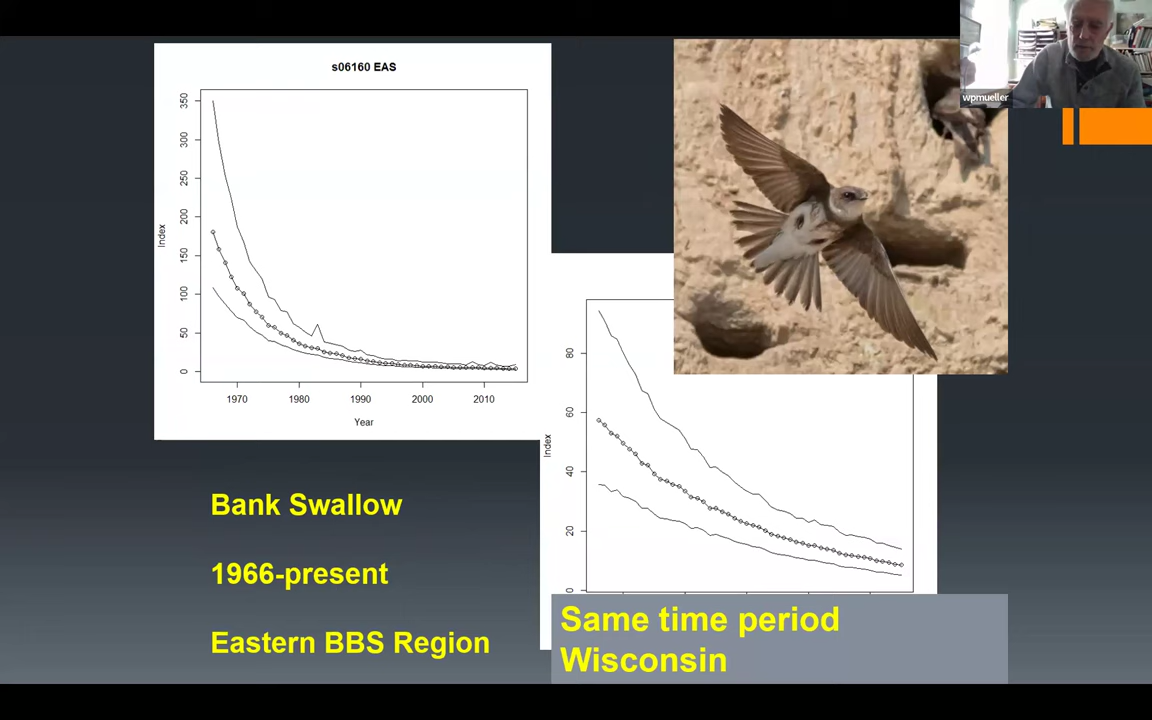 s06160 EAS
350
300
250
200
150
100
50
0
Index
1970
1980
1990
2000
2010
Year
wpmueller
80
60
40
20
0
Index
Bank Swallow
1966-present
Eastern BBS Region
Same time period
Wisconsin